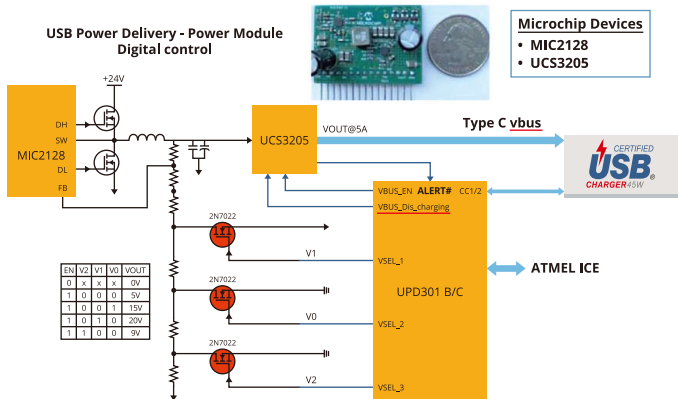 USB Power Delivery - Power Module
Digital control
Microchip Devices
• MIC2128
• UCS3205
+24V
DH
SW
MIC2128
DL
FB
UCS3205
VOUT@5A
Type C vbus
CERTIFIED
USB
®
CHARGER 45W
VBUS_EN ALERT# CC1/2
VBUS_Dis_charging
2N7022
V1
VSEL_1
ATMEL ICE
UPD301 B/C
EN V2 V1 V0 VOUT
0 x x x 0V
1 0 0 0 5V
1 0 0 1 15V
1 0 1 0 20V
1 1 0 0 9V
2N7022
V0
VSEL_2
2N7022
V2
VSEL_3